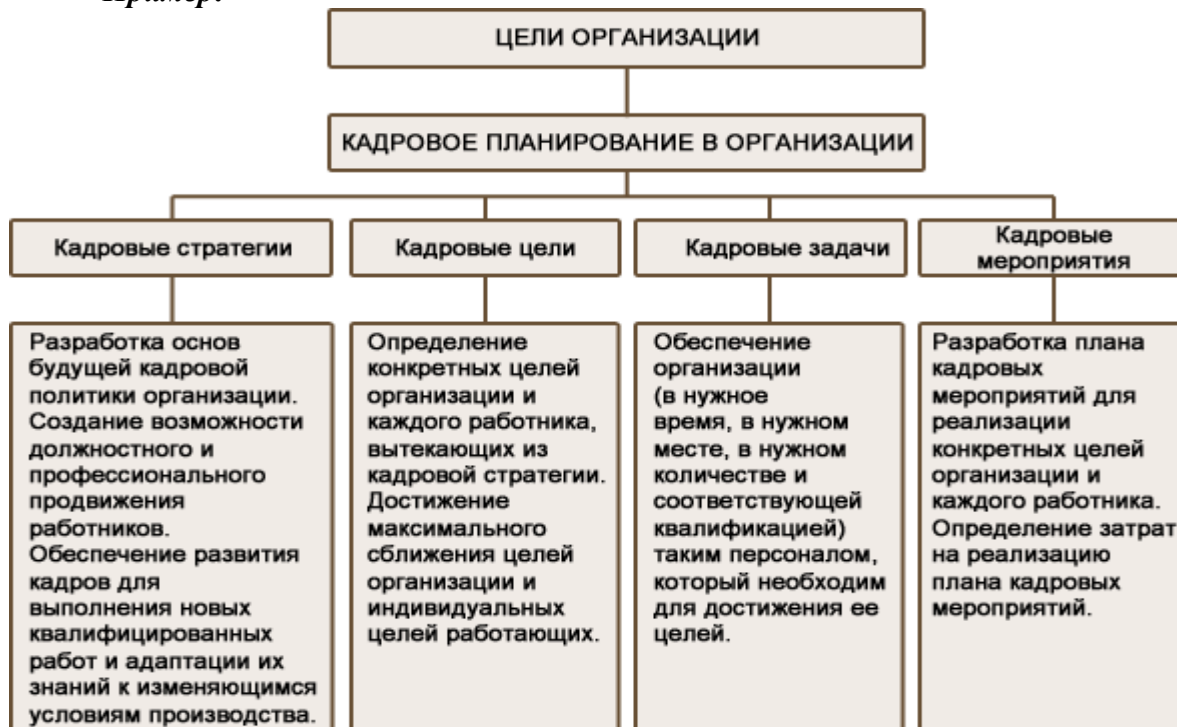 Пример:
ЦЕЛИ ОРГАНИЗАЦИИ
КАДРОВОЕ ПЛАНИРОВАНИЕ В ОРГАНИЗАЦИИ
Кадровые стратегии
Кадровые цели
Кадровые задачи
Кадровые
мероприятия
Разработка основ
будущей кадровой
политики организации.
Создание возможности
должностного и
профессионального
продвижения
работников.
Обеспечение развития
кадров для
выполнения новых
квалифицированных
работ и адаптации их
знаний к изменяющимся
условиям производства.
Определение
конкретных целей
организации и
каждого работника,
вытекающих из
кадровой стратегии.
Достижение
максимального
сближения целей
организации и
индивидуальных
целей работающих.
Обеспечение
организации
(в нужное
время, в нужном
месте, в нужном
количестве и
соответствующей
квалификацией)
таким персоналом,
который необходим
для достижения ее
целей.
Разработка плана
кадровых
мероприятий для
реализации
конкретных целей
организации и
каждого работника.
Определение затрат
на реализацию
плана кадровых
мероприятий.